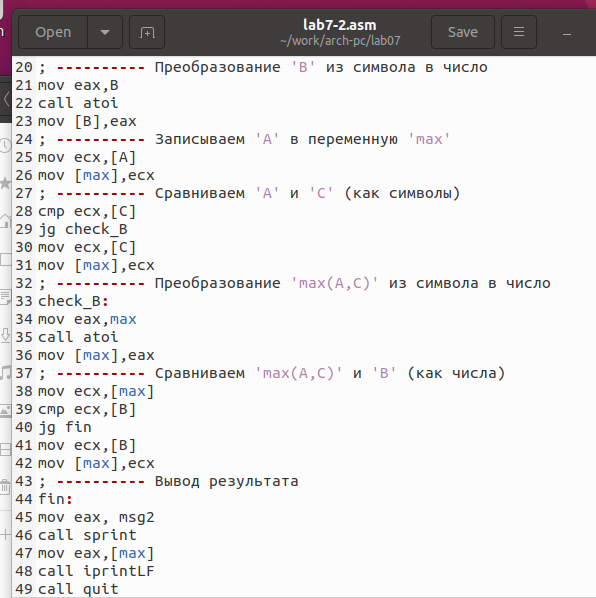 Open
lab7-2.asm
~/work/arch-pc/lab07
Save
20 ; ---------- Преобразование 'B' из символа в число
21 mov eax,B
22 call atoi
23 mov [B],eax
24 ; ---------- Записываем 'A' в переменную 'max'
25 mov ecx,[A]
26 mov [max],ecx
27 ; ---------- Сравниваем 'A' и 'C' (как символы)
28 cmp ecx,[C]
29 jg check_B
30 mov ecx,[C]
31 mov [max],ecx
32 ; ---------- Преобразование 'max(A,C)' из символа в число
33 check_B:
34 mov eax,max
35 call atoi
36 mov [max],eax
37 ; ---------- Сравниваем 'max(A,C)' и 'B' (как числа)
38 mov ecx,[max]
39 cmp ecx,[B]
40 jg fin
41 mov ecx,[B]
42 mov [max],ecx
43 ; ---------- Вывод результата
44 fin:
45 mov eax, msg2
46 call sprint
47 mov eax,[max]
48 call iprintLF
49 call quit